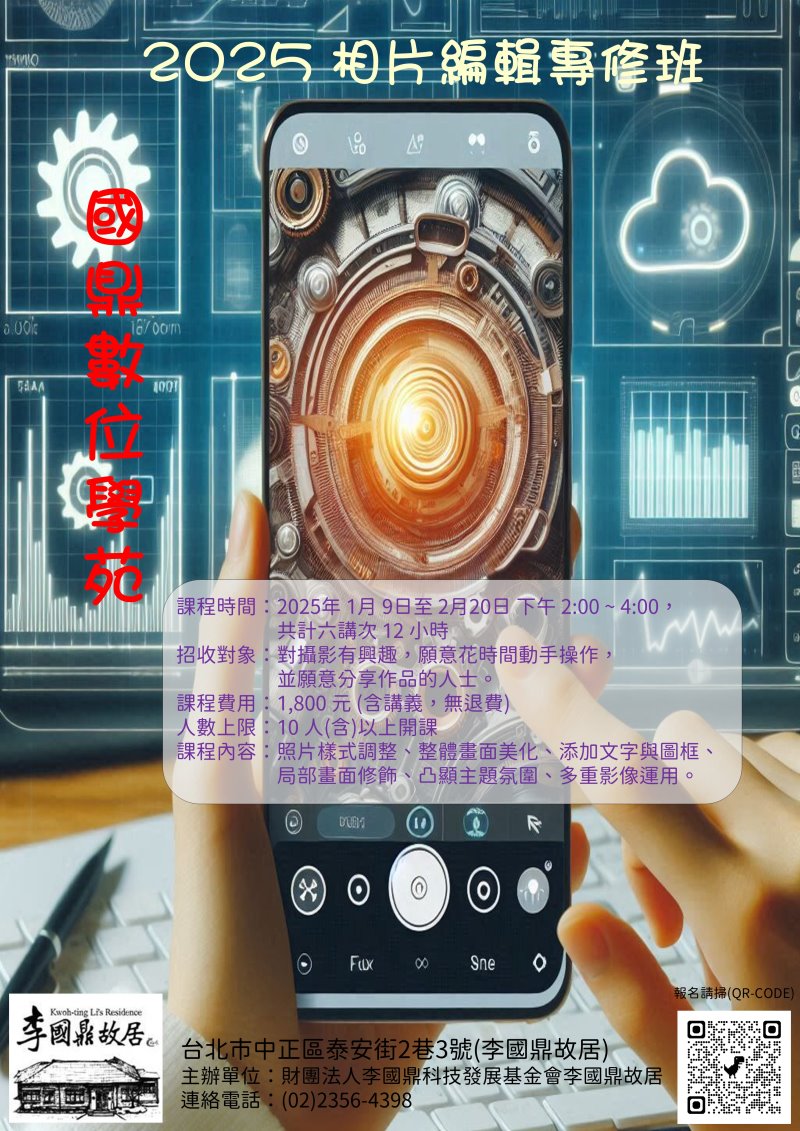 2025 相片編輯專修班
國鼎數位學苑
課程時間：2025年 1月 9日至 2月20日 下午 2:00 ~ 4:00，
共計六講次 12 小時
招收對象：對攝影有興趣，願意花時間動手操作，
並願意分享作品的人士。
課程費用：1,800 元 (含講義，無退費)
人數上限：10 人(含)以上開課
課程內容：照片樣式調整、整體畫面美化、添加文字與圖框、
局部畫面修飾、凸顯主題氛圍、多重影像運用。
Fux
Sne
報名請掃(QR-CODE)
Kwoh-ting Li's Residence
李國鼎故居
台北市中正區泰安街2巷3號(李國鼎故居)
主辦單位：財團法人李國鼎科技發展基金會李國鼎故居
連絡電話：(02)2356-4398